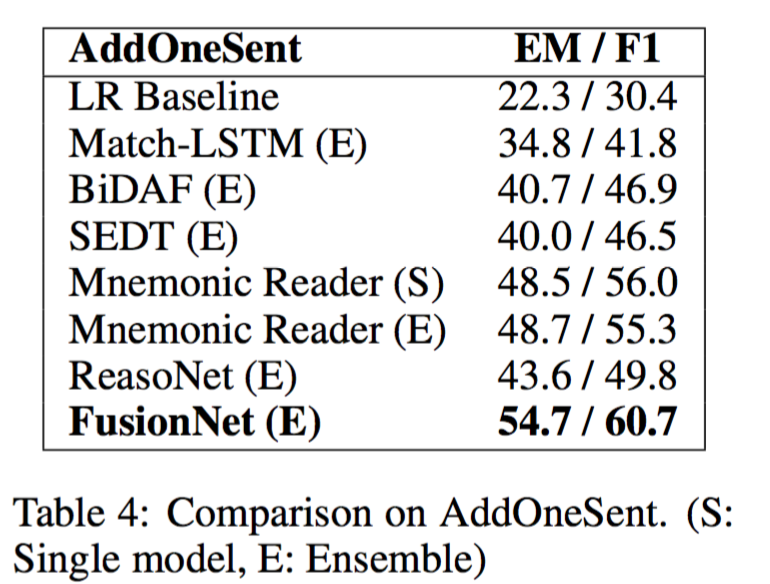 AddOneSent EM / F1
LR Baseline 22.3 / 30.4
Match-LSTM (E) 34.8 / 41.8
BiDAF (E) 40.7 / 46.9
SEDT (E) 40.0 / 46.5
Mnemonic Reader (S) 48.5 / 56.0
Mnemonic Reader (E) 48.7 / 55.3
ReasoNet (E) 43.6 / 49.8
FusionNet (E) 54.7 / 60.7
Table 4: Comparison on AddOneSent. (S:
Single model, E: Ensemble)